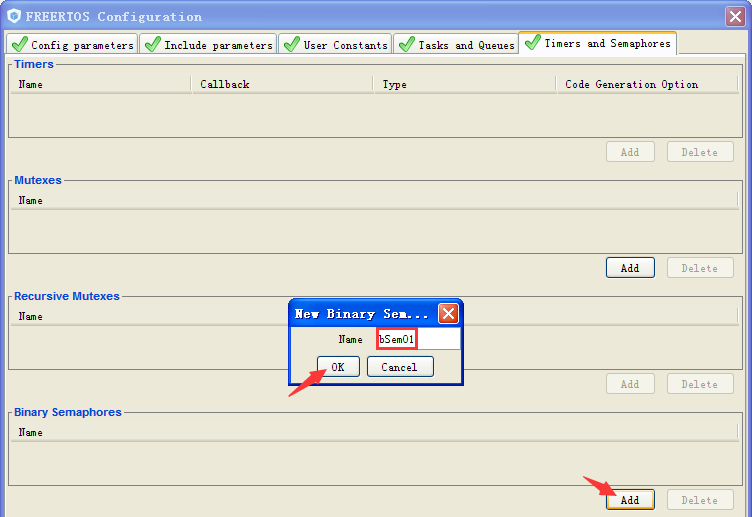 FREERTOS Configuration
Config parameters Include parameters User Constants Tasks and Queues Timers and Semaphores
Timers
Name Callback Type Code Generation Option
Add Delete
Mutexes
Name
Add Delete
Recursive Mutexes
Name
New Binary Sem...
Name bSem01
OK Cancel
Add Delete
Binary Semaphores
Name
Add Delete